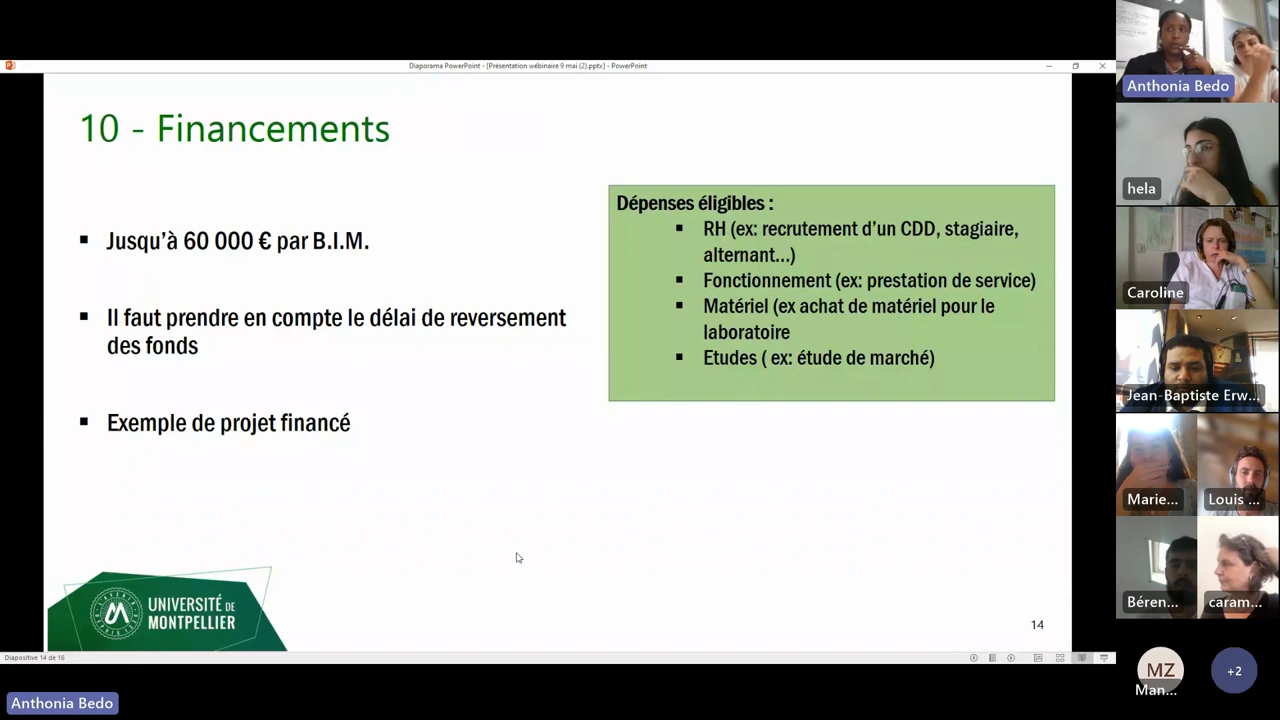 Diaporama PowerPoint - [Présentation wébinaire 9 mai (2).pptx] - PowerPoint
10 - Financements
▪ Jusqu'à 60 000 € par B.I.M.
▪ Il faut prendre en compte le délai de reversement
des fonds
▪ Exemple de projet financé
Dépenses éligibles :
▪ RH (ex: recrutement d'un CDD, stagiaire,
alternant...)
▪ Fonctionnement (ex: prestation de service)
▪ Matériel (ex achat de matériel pour le
laboratoire
▪ Etudes ( ex: étude de marché)
UNIVERSITÉ DE
MONTPELLIER
14
Diapositive 14 de 16
Anthonia Bedo
Anthonia Bedo
hela
Caroline
Jean-Baptiste Erw...
Marie...
Louis ...
Béren...
caram...
MZ
Man...
+2